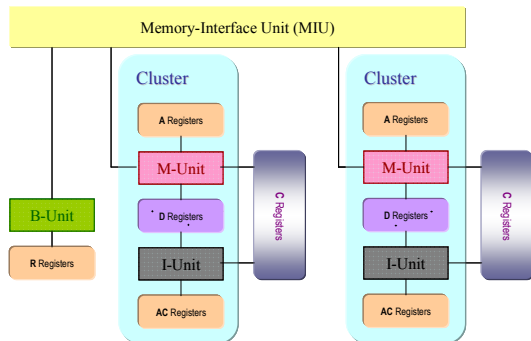 Memory-Interface Unit (MIU)
Cluster
A Registers
M-Unit
D Registers
I-Unit
AC Registers
C Registers
B-Unit
R Registers
Cluster
A Registers
M-Unit
D Registers
I-Unit
AC Registers
C Registers